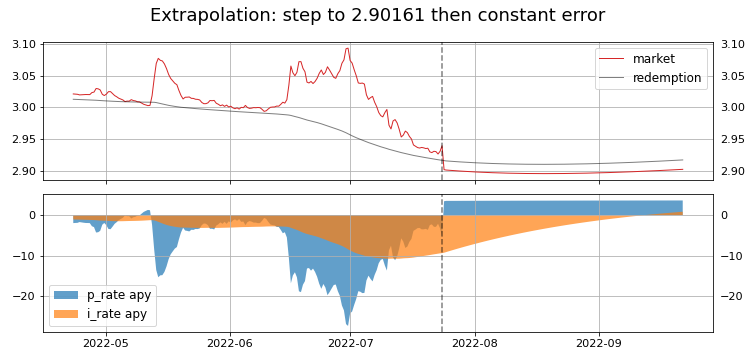 Extrapolation: step to 2.90161 then constant error
3.10 3.10
3.05 3.05
3.00 3.00
2.95 2.95
2.90 2.90
market
redemption
0 0
−10 −10
−20 −20
p_rate apy
i_rate apy
2022-05 2022-06 2022-07 2022-08 2022-09